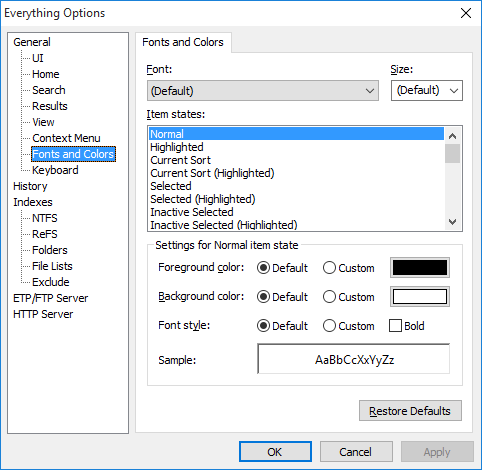 Everything Options
General
UI
Home
Search
Results
View
Context Menu
Fonts and Colors
Keyboard
History
Indexes
NTFS
ReFS
Folders
File Lists
Exclude
ETP/FTP Server
HTTP Server
Fonts and Colors
Font: Size:
(Default) (Default)
Item states:
Normal
Highlighted
Current Sort
Current Sort (Highlighted)
Selected
Selected (Highlighted)
Inactive Selected
Inactive Selected (Highlighted)
Settings for Normal item state
Foreground color: Default Custom
Background color: Default Custom
Font style: Default Custom Bold
Sample: AaBbCcXxYyZz
Restore Defaults
OK Cancel Apply